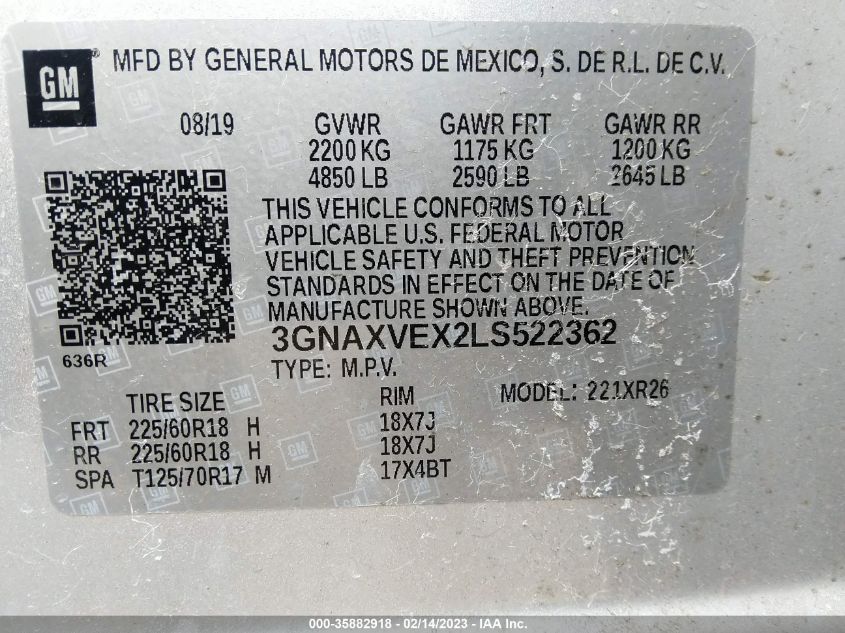 GM MFD BY GENERAL MOTORS DE MEXICO, S. DE R.L. DE C.V.
08/19 GVWR GAWR FRT GAWR RR
2200 KG 1175 KG 1200 KG
4850 LB 2590 LB 2645 LB
THIS VEHICLE CONFORMS TO ALL
APPLICABLE U.S. FEDERAL MOTOR
VEHICLE SAFETY AND THEFT PREVENTION
STANDARDS IN EFFECT ON THE DATE OF
MANUFACTURE SHOWN ABOVE.
3GNAXVEX2LS522362
636R
TYPE: M.P.V.
TIRE SIZE RIM MODEL: 221XR26
FRT 225/60R18 H 18X7J
RR 225/60R18 H 18X7J
SPA T125/70R17 M 17X4BT
000-35882918 - 02/14/2023 - IAA Inc.